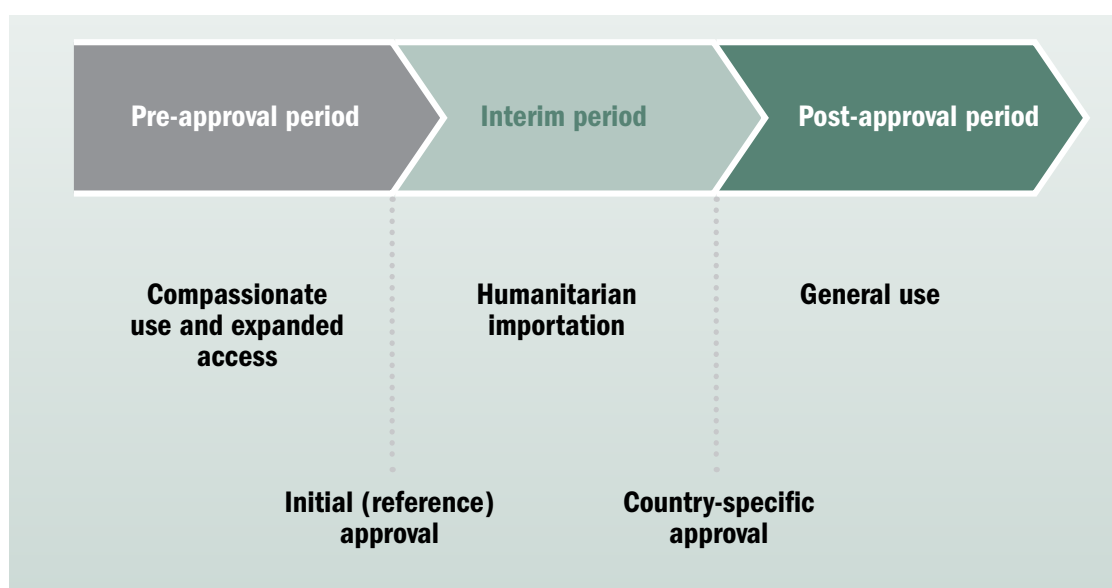 Pre-approval period
Interim period
Post-approval period
Compassionate
use and expanded
access
Humanitarian
importation
General use
Initial (reference)
approval
Country-specific
approval